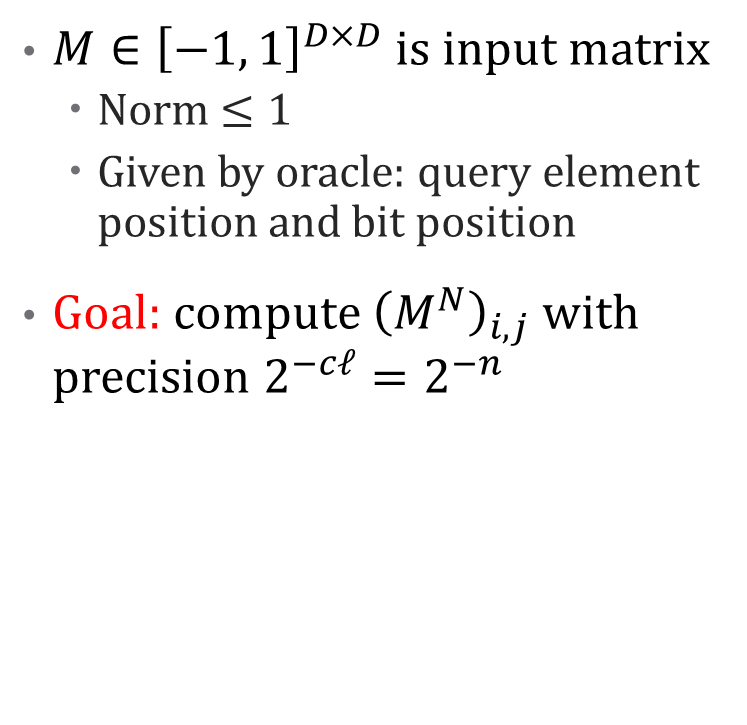 • M ∈ [−1, 1]^{D×D} is input matrix
• Norm ≤ 1
• Given by oracle: query element
position and bit position
• Goal: compute (M^N)_{i,j} with
precision 2^{−cℓ} = 2^{−n}